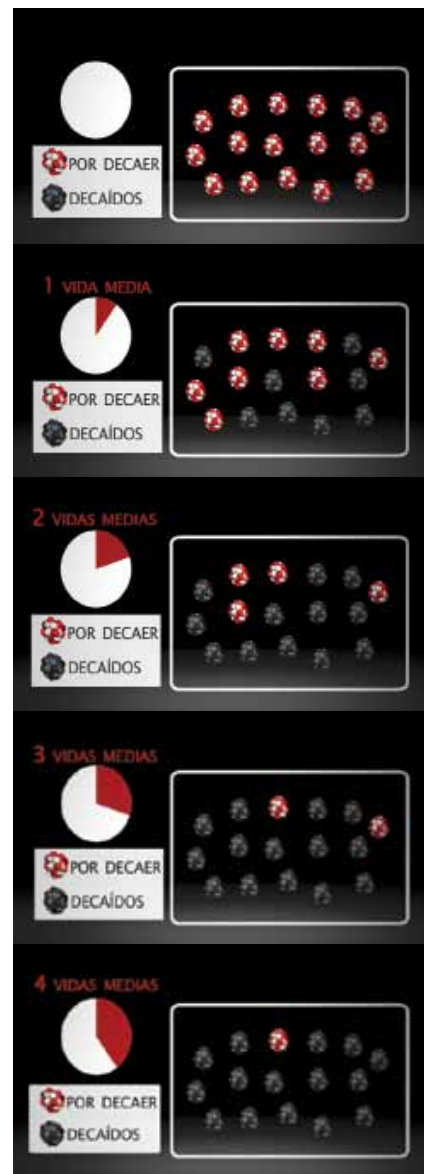 POR DECAER
DECAÍDOS
1 VIDA MEDIA
POR DECAER
DECAÍDOS
2 VIDAS MEDIAS
POR DECAER
DECAÍDOS
3 VIDAS MEDIAS
POR DECAER
DECAÍDOS
4 VIDAS MEDIAS
POR DECAER
DECAÍDOS